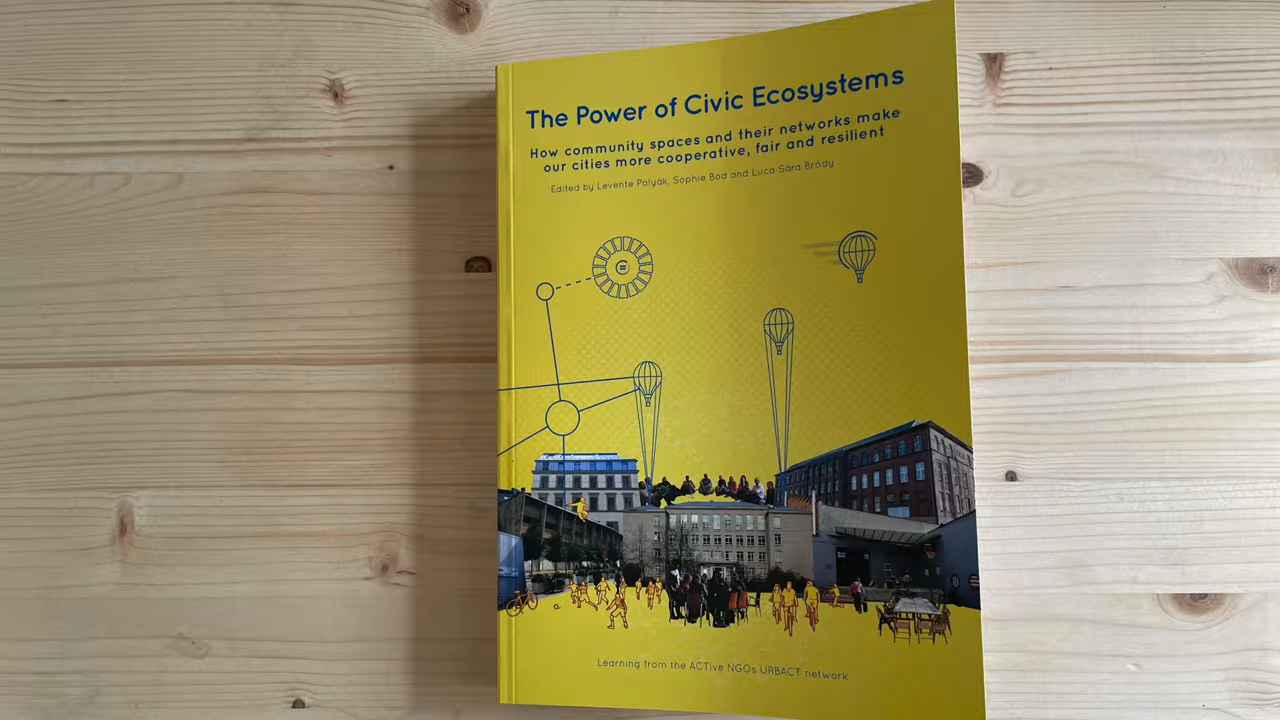 The Power of Civic Ecosystems
How community spaces and their networks make
our cities more cooperative, fair and resilient
Edited by Levente Polyák, Sophie Bod and Luca Sára Bródy
Learning from the ACTive NGOs URBACT network